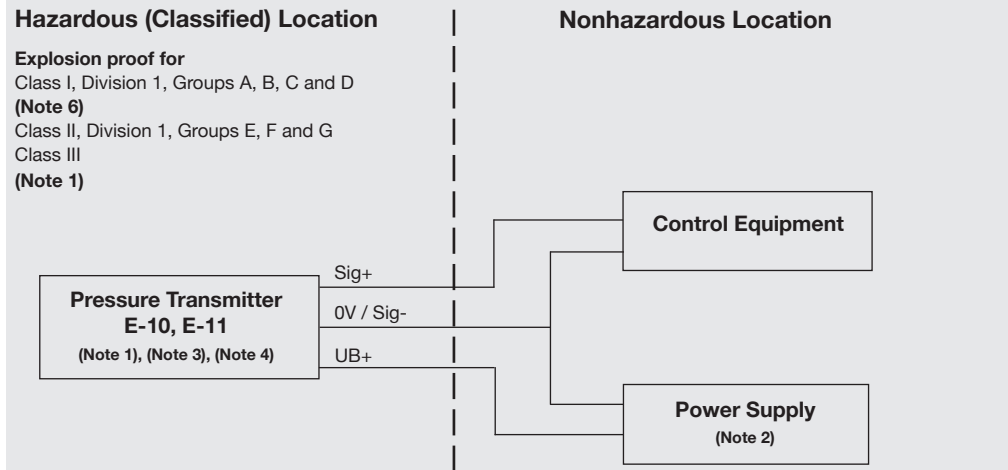 Hazardous (Classified) Location
Nonhazardous Location
Explosion proof for
Class I, Division 1, Groups A, B, C and D
(Note 6)
Class II, Division 1, Groups E, F and G
Class III
(Note 1)
Control Equipment
Sig+
Pressure Transmitter
E-10, E-11
(Note 1), (Note 3), (Note 4)
0V / Sig-
UB+
Power Supply
(Note 2)